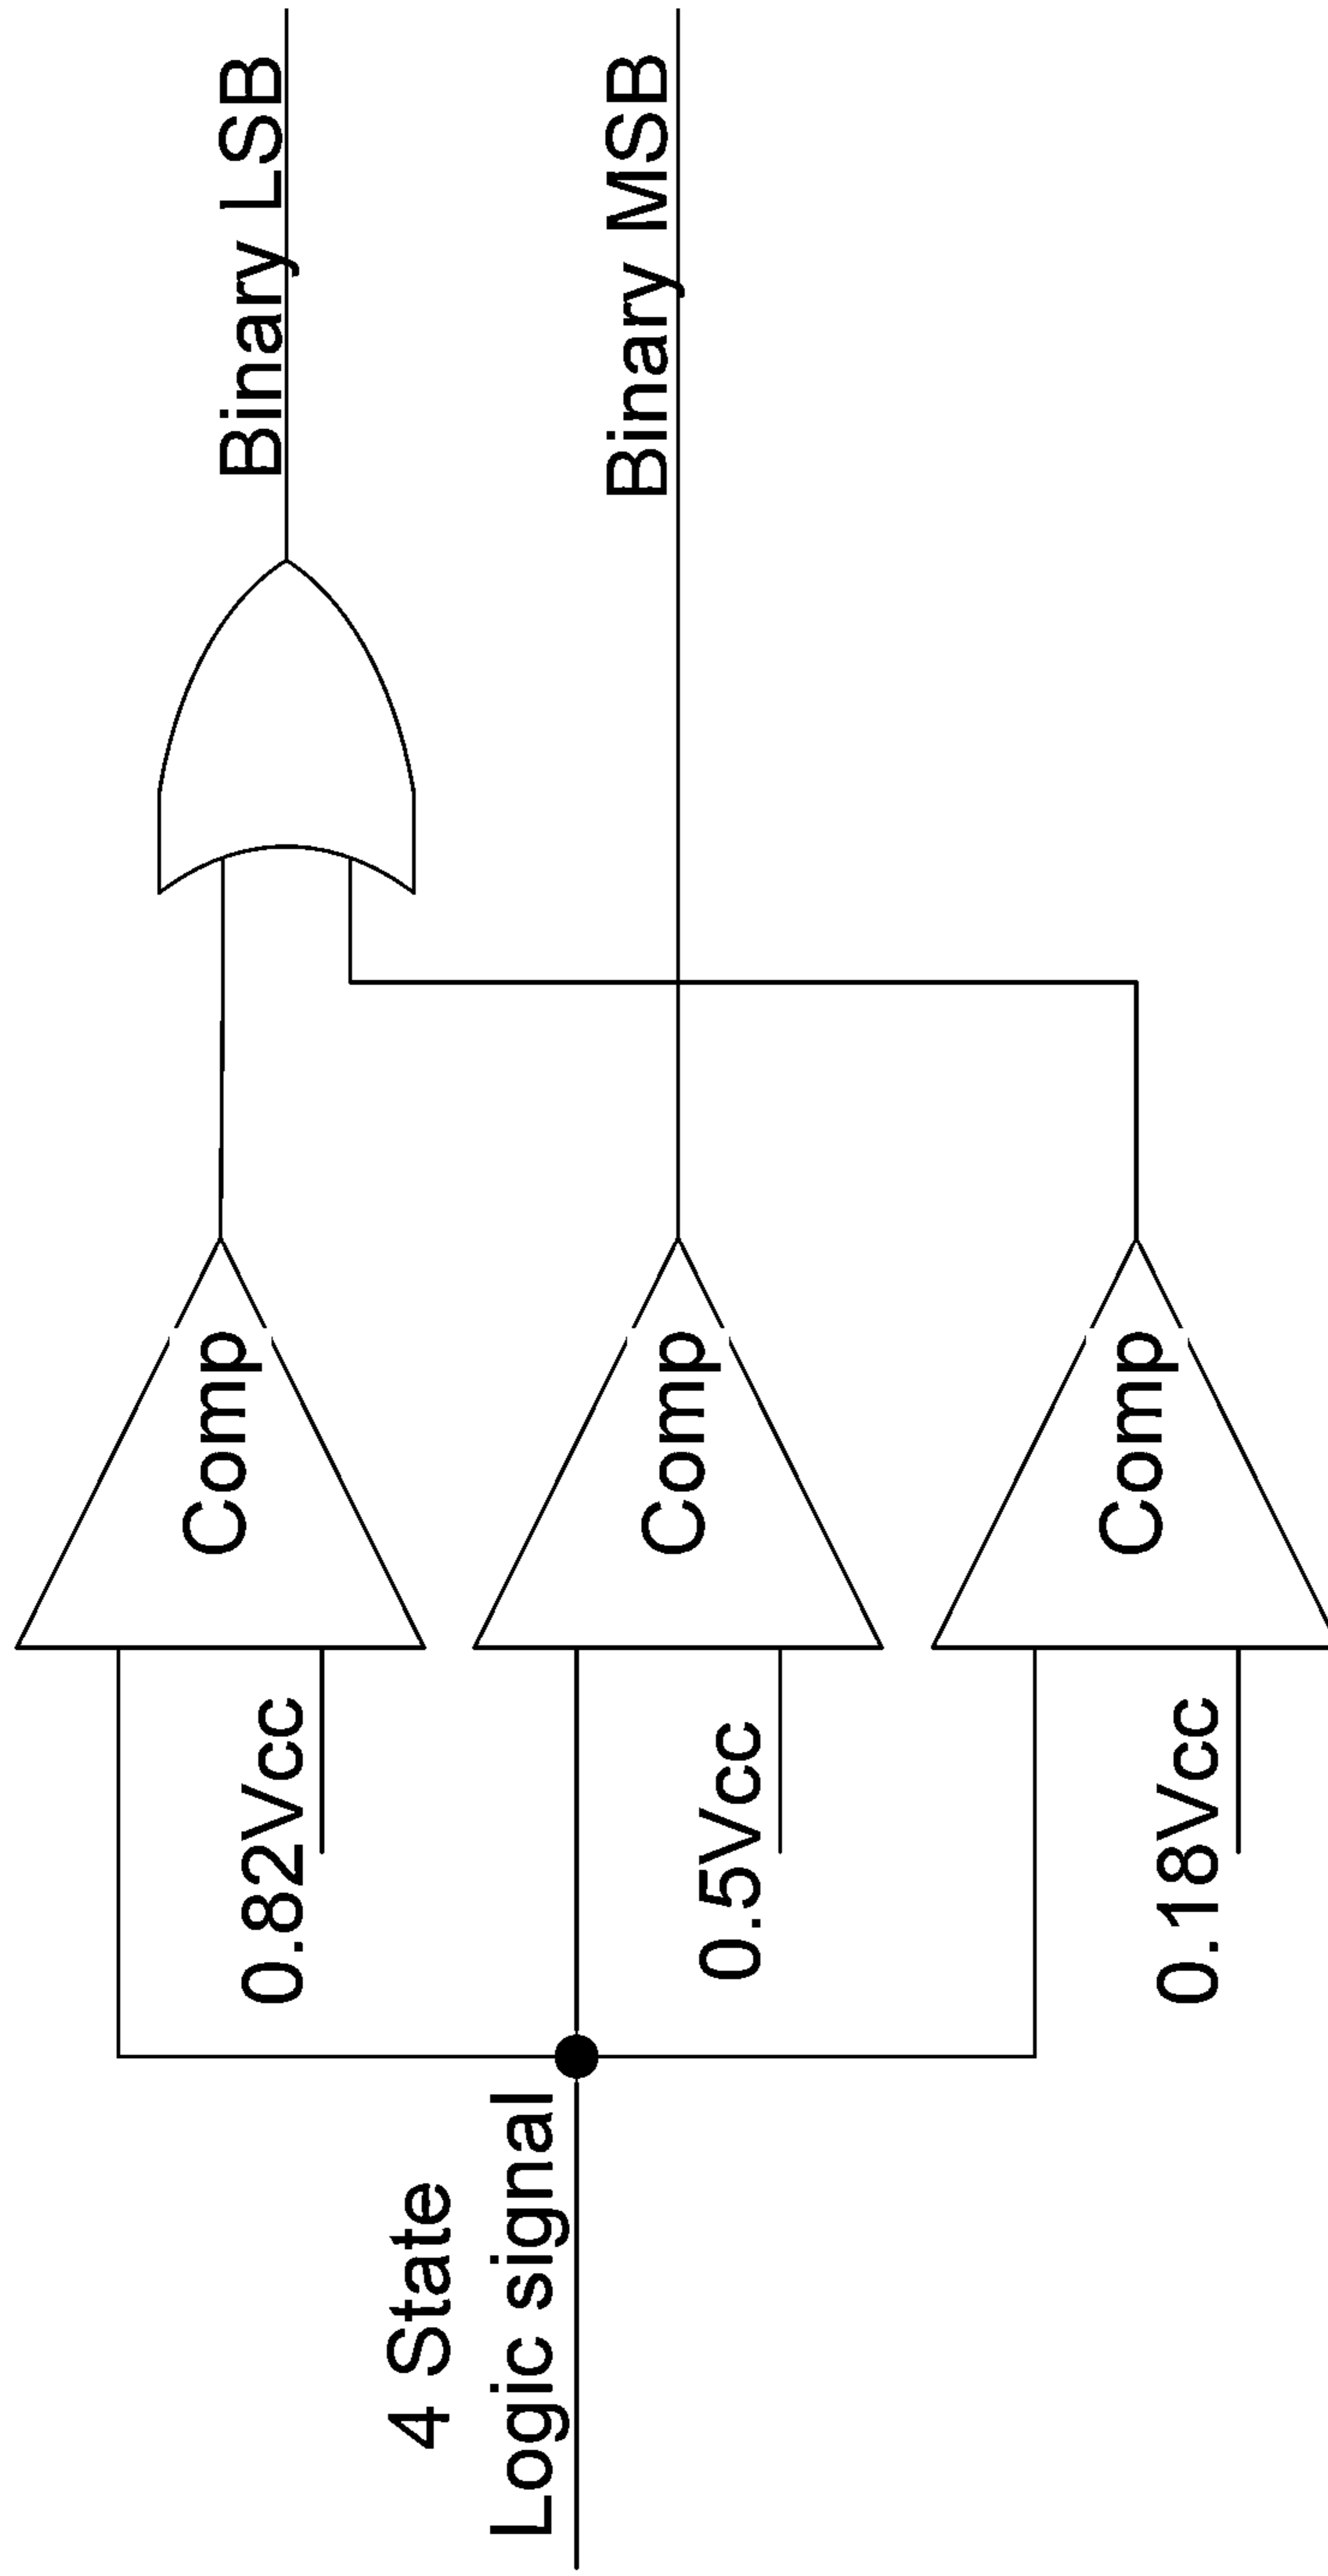 4 State
Logic signal
0.82Vcc
Comp
0.5Vcc
Comp
0.18Vcc
Comp
Binary LSB
Binary MSB